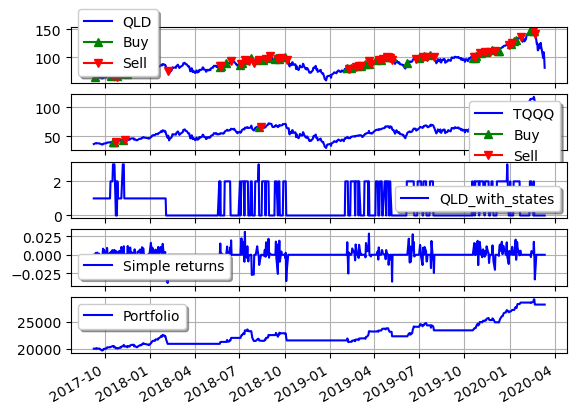 QLD
Buy
Sell
150
100
TQQQ
Buy
Sell
100
50
QLD_with_states
2
0
Simple returns
0.025
0.000
−0.025
Portfolio
25000
20000
2017-10
2018-01
2018-04
2018-07
2018-10
2019-01
2019-04
2019-07
2019-10
2020-01
2020-04